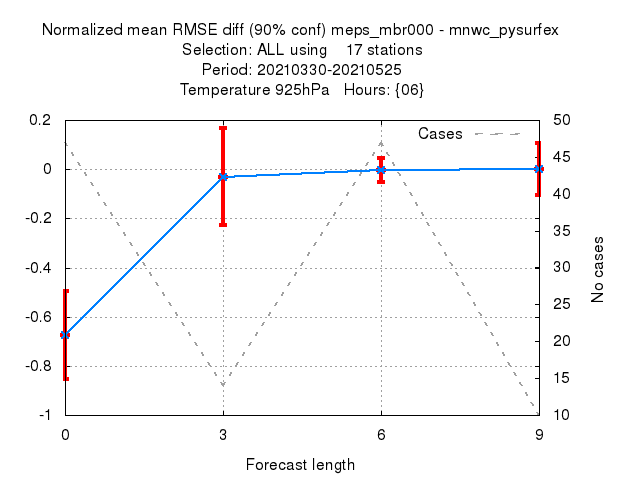 Normalized mean RMSE diff (90% conf) meps_mbr000 - mnwc_pysurfex
Selection: ALL using 17 stations
Period: 20210330-20210525
Temperature 925hPa Hours: {06}
Cases
0.2
0
-0.2
-0.4
-0.6
-0.8
-1
50
45
40
35
30
25
20
15
10
No cases
0 3 6 9
Forecast length